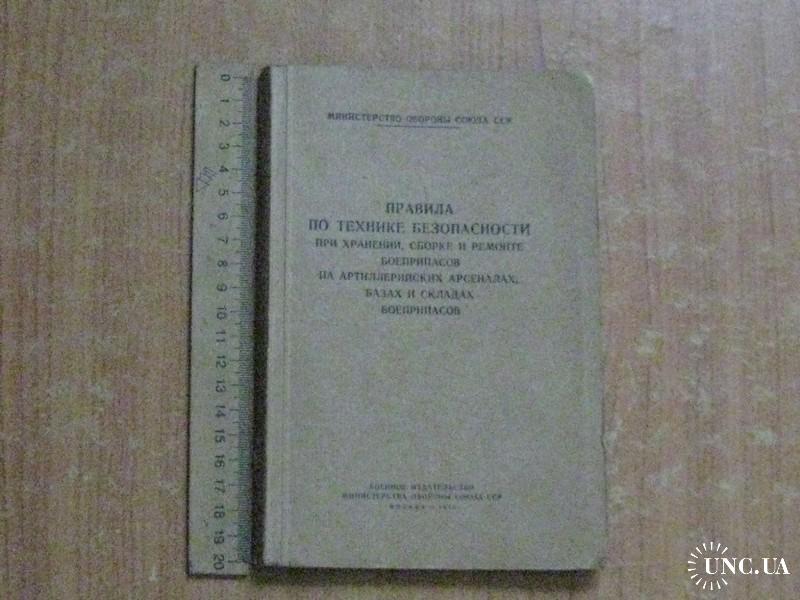 0 1 2 3 4 5 6 7 8 9 10 11 12 13 14 15 16 17 18 19 20
МИНИСТЕРСТВО ОБОРОНЫ СОЮЗА ССР
ПРАВИЛА
ПО ТЕХНИКЕ БЕЗОПАСНОСТИ
ПРИ ХРАНЕНИИ, СБОРКЕ И РЕМОНТЕ
БОЕПРИПАСОВ
НА АРТИЛЛЕРИЙСКИХ АРСЕНАЛАХ,
БАЗАХ И СКЛАДАХ
БОЕПРИПАСОВ
ВОЕННОЕ ИЗДАТЕЛЬСТВО
МИНИСТЕРСТВА ОБОРОНЫ СОЮЗА ССР
МОСКВА —
UNC.UA